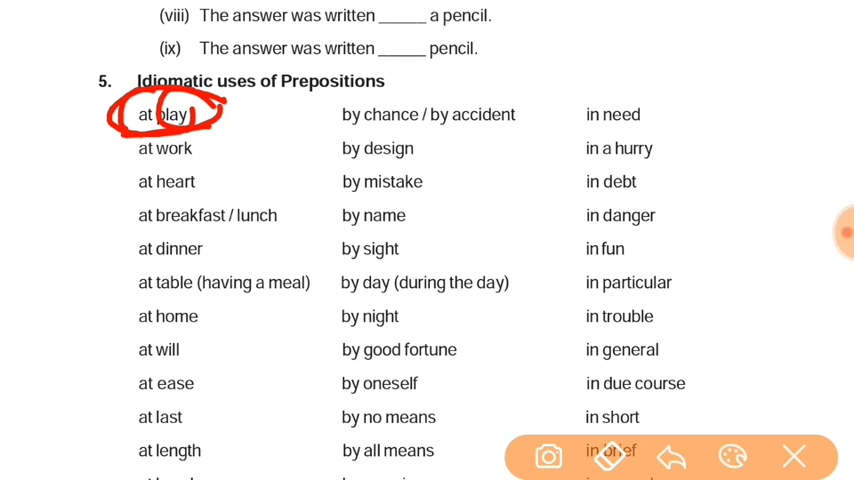 (viii) The answer was written _____ a pencil.
(ix) The answer was written _____ pencil.
5. Idiomatic uses of Prepositions
at play by chance / by accident in need
at work by design in a hurry
at heart by mistake in debt
at breakfast / lunch by name in danger
at dinner by sight in fun
at table (having a meal) by day (during the day) in particular
at home by night in trouble
at will by good fortune in general
at ease by oneself in due course
at last by no means in short
at length by all means in brief